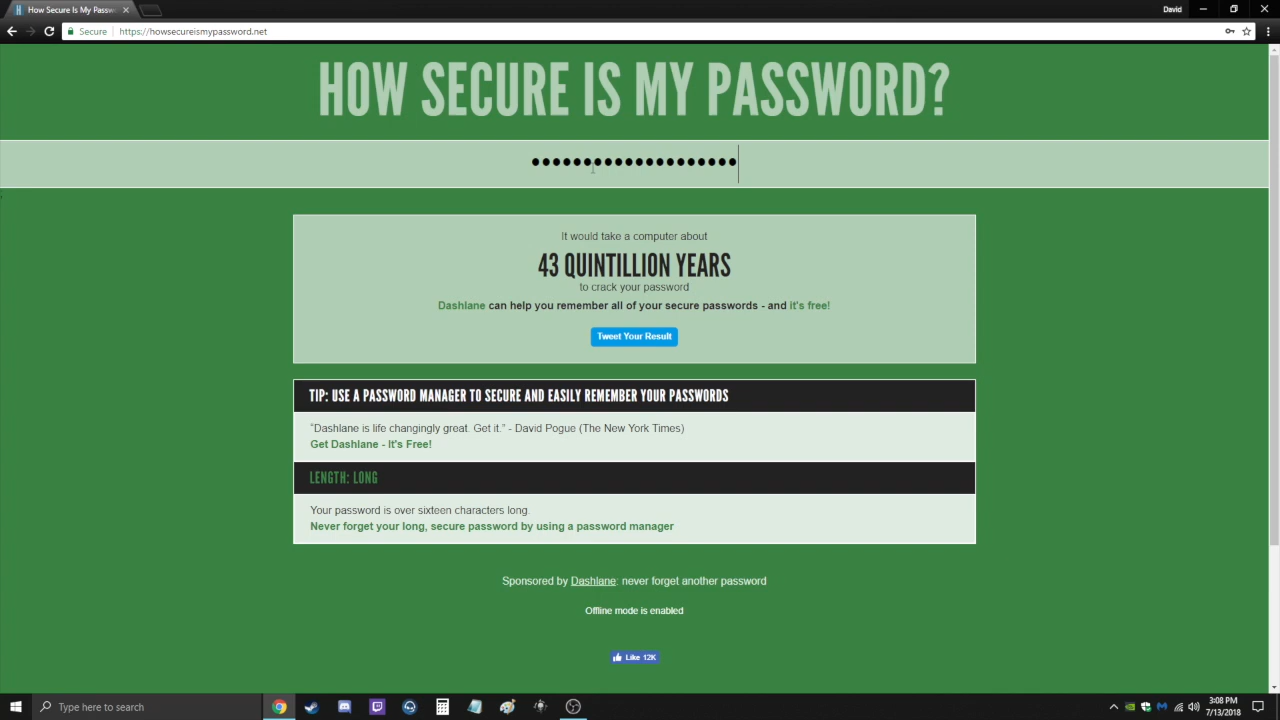 How Secure Is My Passw
David
Secure
https://howsecureismypassword.net
HOW SECURE IS MY PASSWORD?
••••••••••••••••••••
It would take a computer about
43 QUINTILLION YEARS
to crack your password
Dashlane can help you remember all of your secure passwords - and it's free!
Tweet Your Result
TIP: USE A PASSWORD MANAGER TO SECURE AND EASILY REMEMBER YOUR PASSWORDS
“Dashlane is life changingly great. Get it.” - David Pogue (The New York Times)
Get Dashlane - It's Free!
LENGTH: LONG
Your password is over sixteen characters long.
Never forget your long, secure password by using a password manager
Sponsored by Dashlane: never forget another password
Offline mode is enabled
Like 12K
Type here to search
3:08 PM
7/13/2018